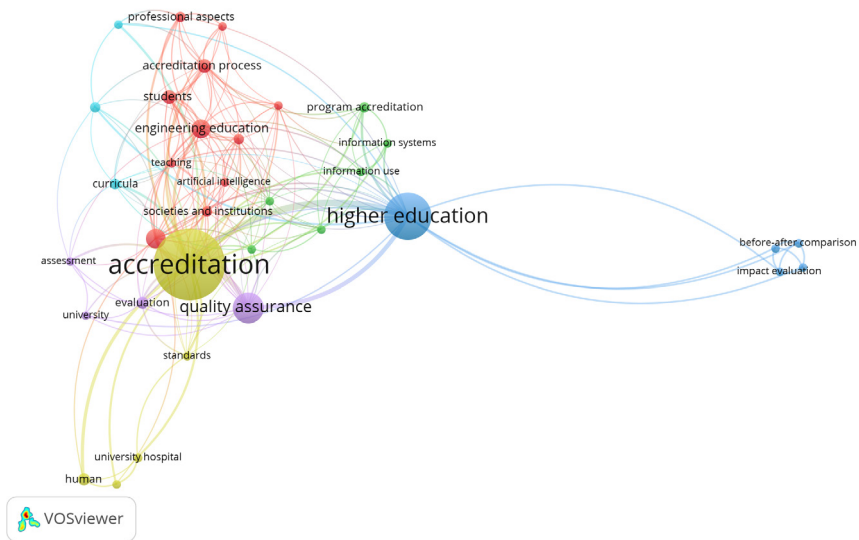 professional aspects
accreditation process
students
program accreditation
engineering education
information systems
teaching
information use
artificial intelligence
curricula
societies and institutions
higher education
before-after comparison
assessment
accreditation
impact evaluation
evaluation
quality assurance
university
standards
university hospital
human
VOSviewer